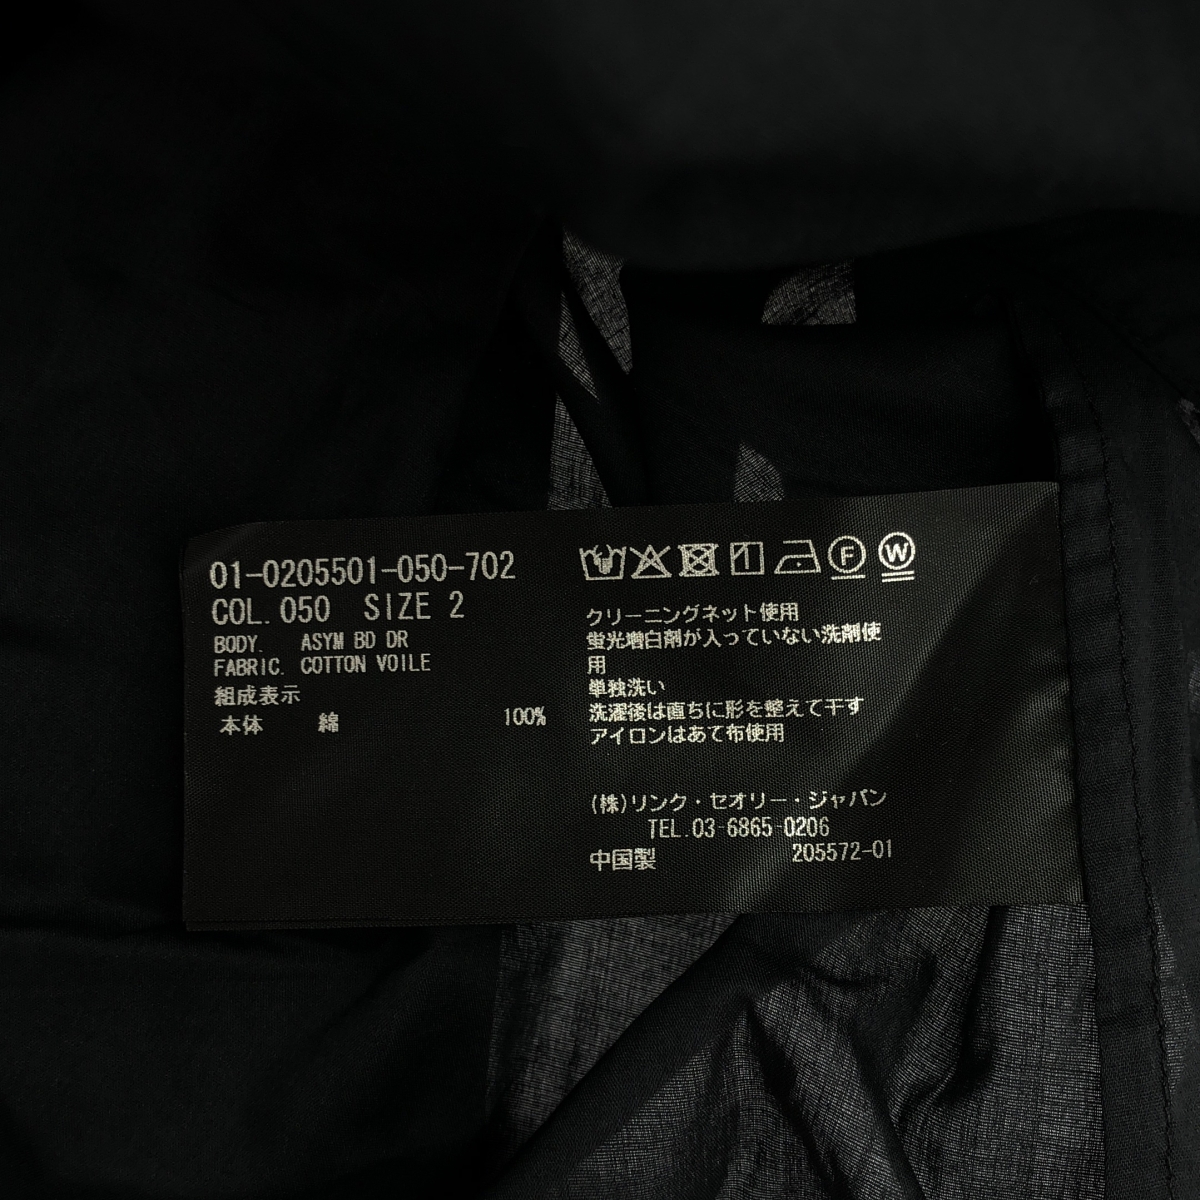 01-0205501-050-702
COL. 050 SIZE 2
BODY. ASYM BD DR
FABRIC. COTTON VOILE
組成表示
本体 綿 100%
F W
クリーニングネット使用
蛍光増白剤が入っていない洗剤使
用
単独洗い
洗濯後は直ちに形を整えて干す
アイロンはあて布使用
(株)リンク・セオリー・ジャパン
TEL.03-6865-0206
中国製 205572-01